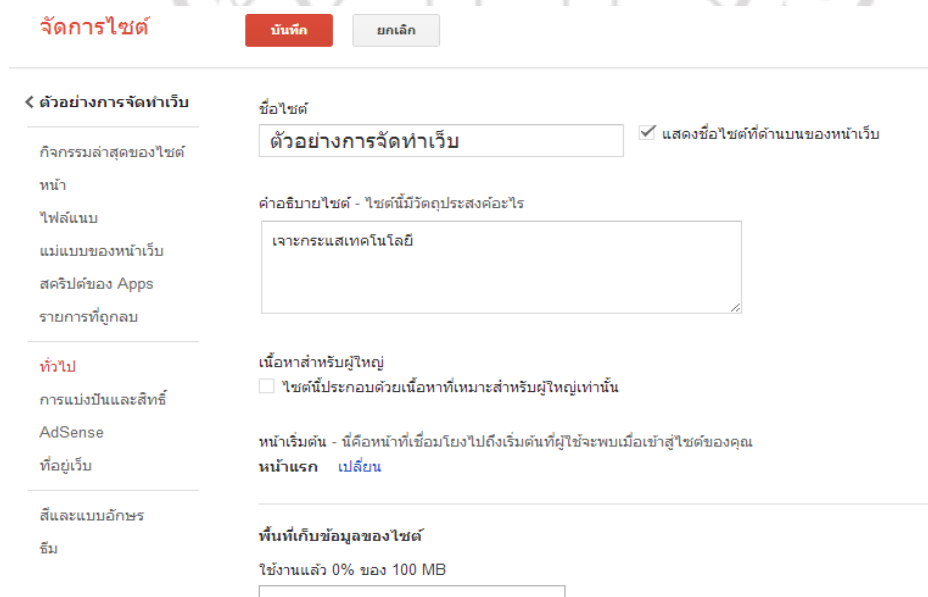 จัดการไซต์
บันทึก
ยกเลิก
ตัวอย่างการจัดทำเว็บ
กิจกรรมล่าสุดของไซต์
หน้า
ไฟล์แนบ
แม่แบบของหน้าเว็บ
สคริปต์ของ Apps
รายการที่ถูกลบ
ทั่วไป
การแบ่งปันและสิทธิ์
AdSense
ที่อยู่เว็บ
สีและแบบอักษร
ธีม
ชื่อไซต์
ตัวอย่างการจัดทำเว็บ
แสดงชื่อไซต์ที่ด้านบนของหน้าเว็บ
คำอธิบายไซต์ - ไซต์นี้มีวัตถุประสงค์อะไร
เจาะกระแสเทคโนโลยี
เนื้อหาสำหรับผู้ใหญ่
ไซต์นี้ประกอบด้วยเนื้อหาที่เหมาะสำหรับผู้ใหญ่เท่านั้น
หน้าเริ่มต้น - นี่คือหน้าที่เชื่อมโยงไปถึงเริ่มต้นที่ผู้ใช้จะพบเมื่อเข้าสู่ไซต์ของคุณ
หน้าแรก เปลี่ยน
พื้นที่เก็บข้อมูลของไซต์
ใช้งานแล้ว 0% ของ 100 MB